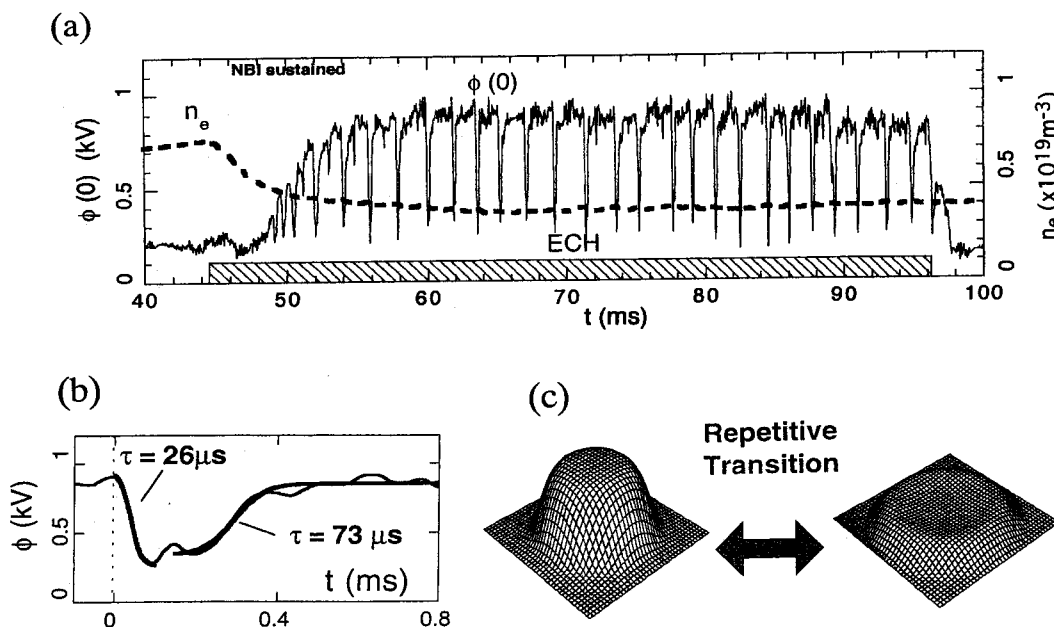 (a)
NBI sustained
ϕ (0)
n_e
ECH
ϕ (0) (kV)
1
0.5
0
1
0.5
0
n_e (x10^19 m^-3)
40 50 60 70 80 90 100
t (ms)
(b)
τ = 26μs
τ = 73 μs
ϕ (kV)
1
0.5
0
t (ms)
0 0.4 0.8
(c)
Repetitive
Transition